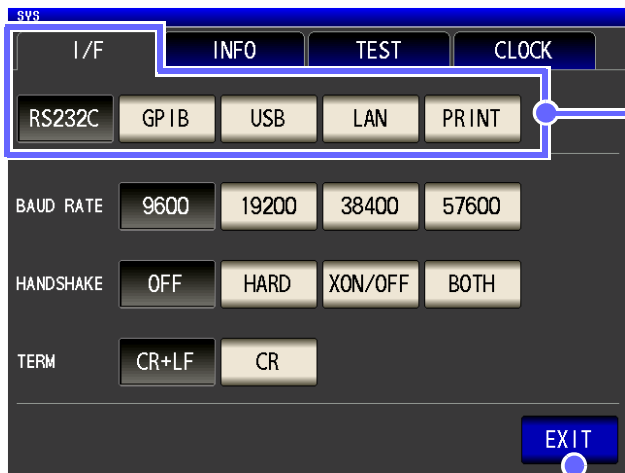 SYS
I/F INFO TEST CLOCK
RS232C GPIB USB LAN PRINT
BAUD RATE 9600 19200 38400 57600
HANDSHAKE OFF HARD XON/OFF BOTH
TERM CR+LF CR
EXIT